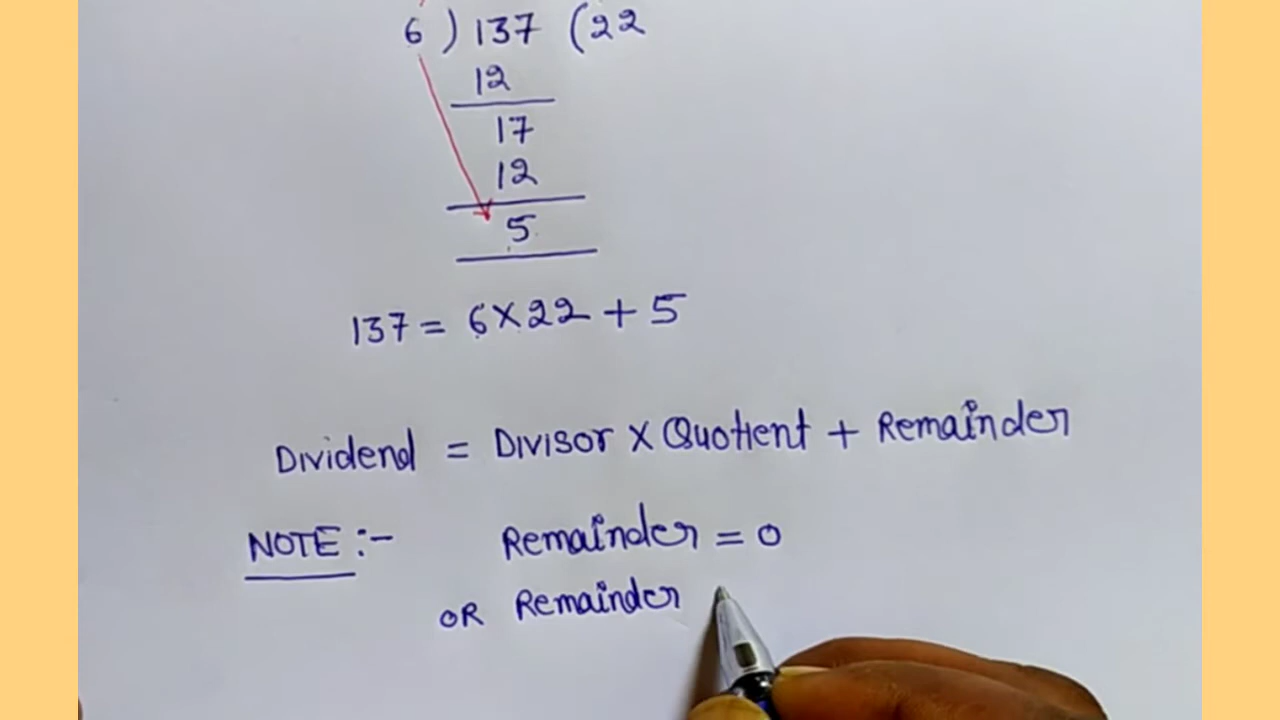 6 ) 137 ( 22
12
17
12
5
137 = 6 X 22 + 5
Dividend = Divisor X Quotient + Remainder
NOTE :- Remainder = 0
OR Remainder